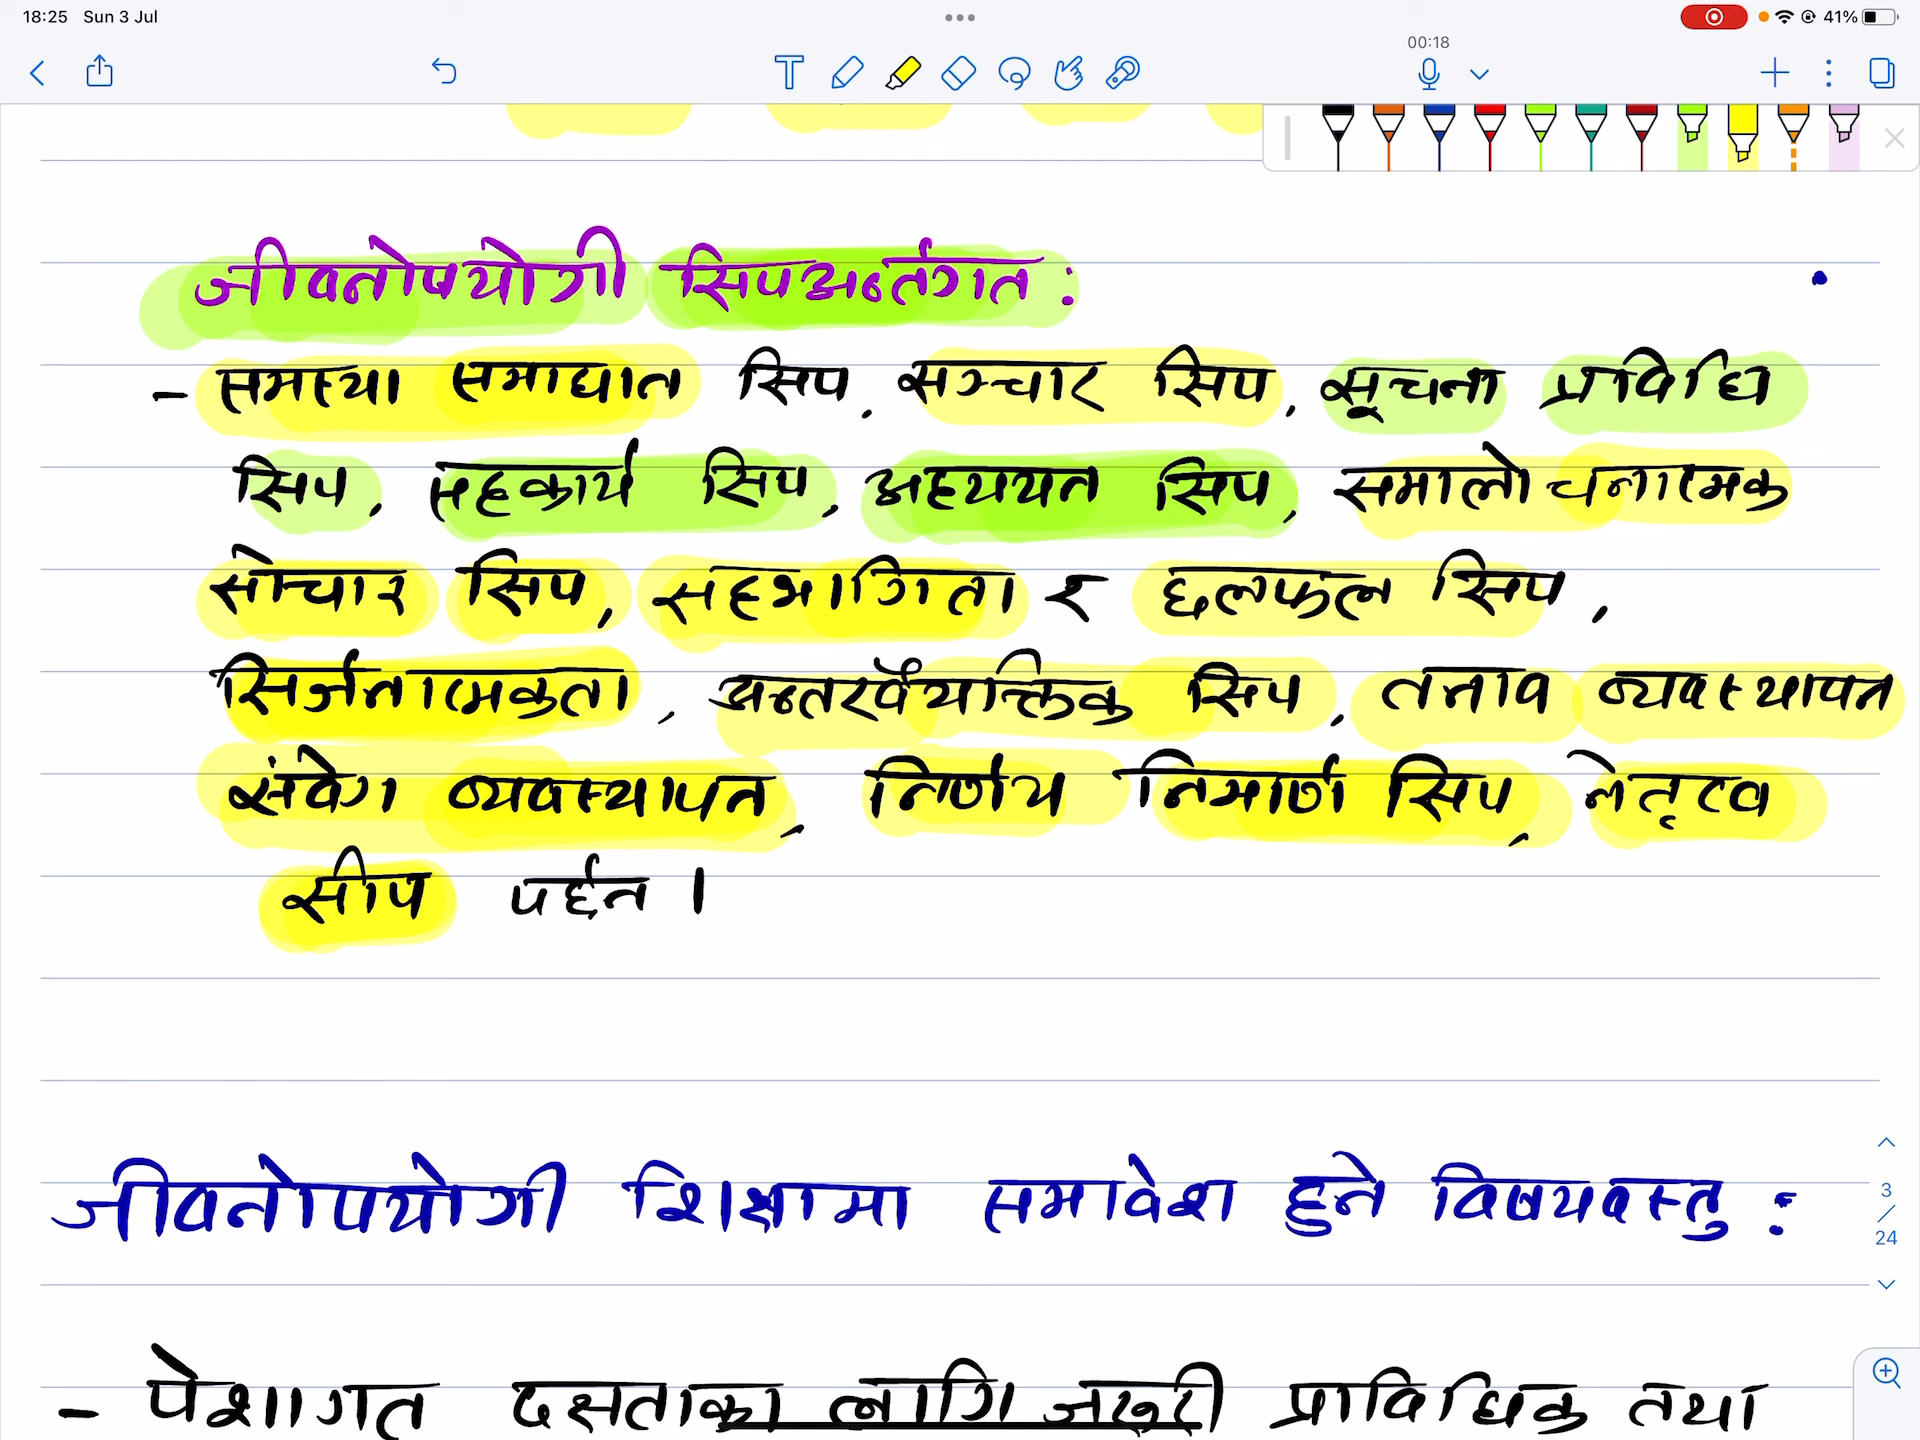 18:25 Sun 3 Jul
41%
00:18
जीवनोपयोगी सिपअन्तर्गत :
- समस्या समाधान सिप, सञ्चार सिप, सूचना प्रविधि
सिप, सहकार्य सिप, अध्ययन सिप, समालोचनात्मक
सोचार सिप, सहभागिता र छलफल सिप,
सिर्जनात्मकता, अन्तरवैयक्तिक सिप, तनाव व्यवस्थापन
संवेग व्यवस्थापन, निर्णय निमार्ण सिप, नेतृत्व
सीप पर्दछन ।
जीवनोपयोगी शिक्षामा समावेश हुने विषयवस्तु :
3
/
24
- पेशागत दक्षताका लागि जरुरी प्राविधिक तथा